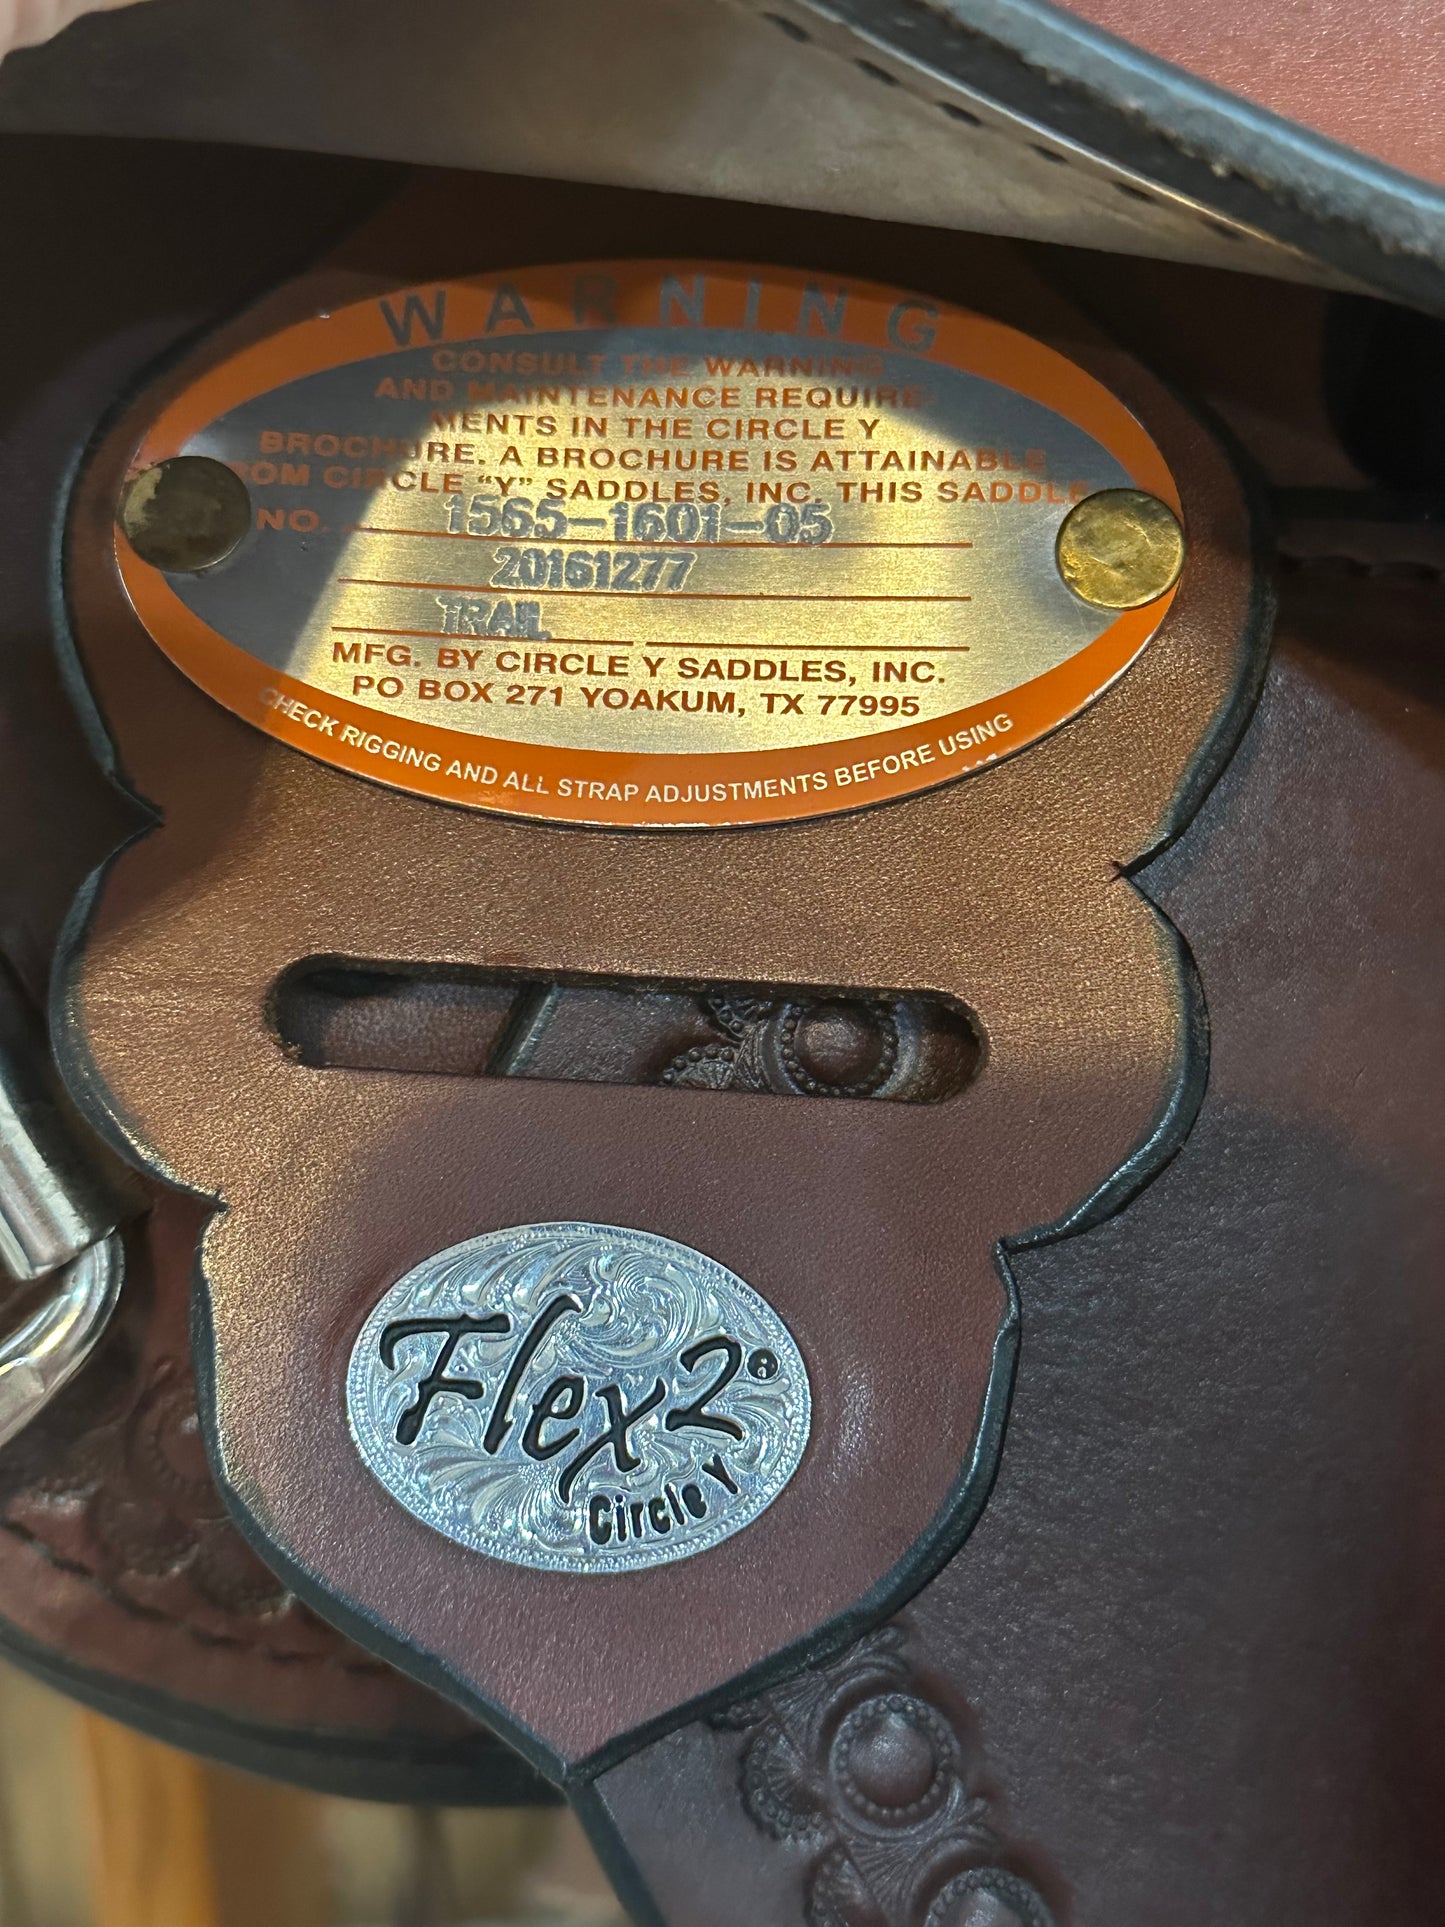 WARNING
CONSULT THE WARNING
AND MAINTENANCE REQUIRE-
MENTS IN THE CIRCLE Y
BROCHURE. A BROCHURE IS ATTAINABLE
FROM CIRCLE “Y” SADDLES, INC. THIS SADDLE
NO. 1565-1601-05
20161277
TRAIL
MFG. BY CIRCLE Y SADDLES, INC.
PO BOX 271 YOAKUM, TX 77995
CHECK RIGGING AND ALL STRAP ADJUSTMENTS BEFORE USING
Flex2®
Circle Y